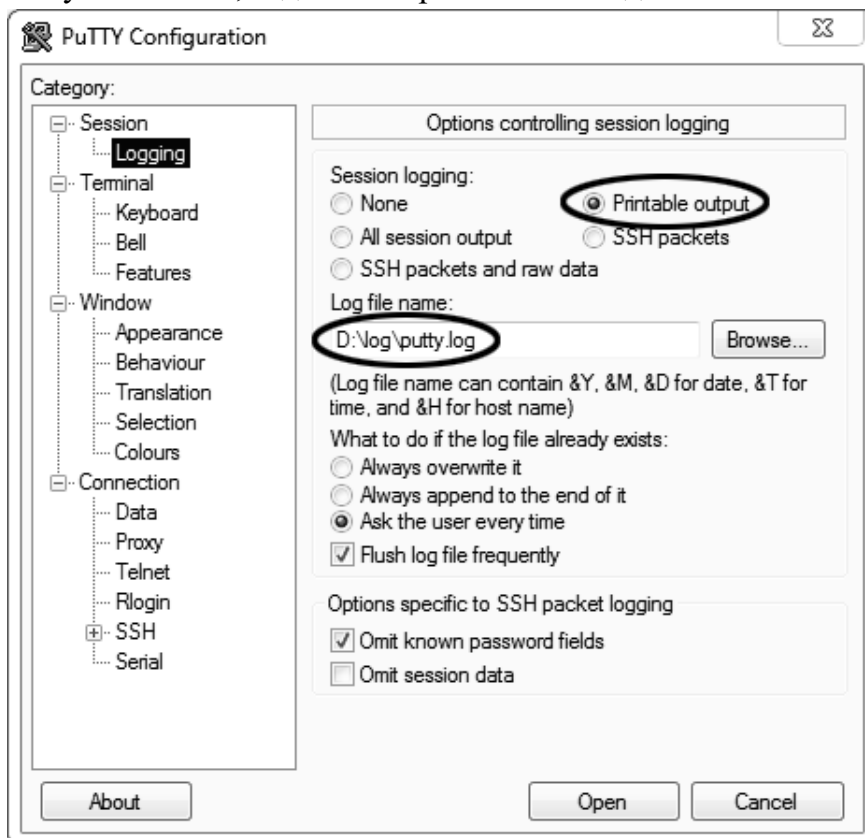 PuTTY Configuration
Category:
Session
Logging
Terminal
Keyboard
Bell
Features
Window
Appearance
Behaviour
Translation
Selection
Colours
Connection
Data
Proxy
Telnet
Rlogin
SSH
Serial
Options controlling session logging
Session logging:
None Printable output
All session output SSH packets
SSH packets and raw data
Log file name:
D:\log\putty.log Browse...
(Log file name can contain &Y, &M, &D for date, &T for
time, and &H for host name)
What to do if the log file already exists:
Always overwrite it
Always append to the end of it
Ask the user every time
Flush log file frequently
Options specific to SSH packet logging
Omit known password fields
Omit session data
About Open Cancel